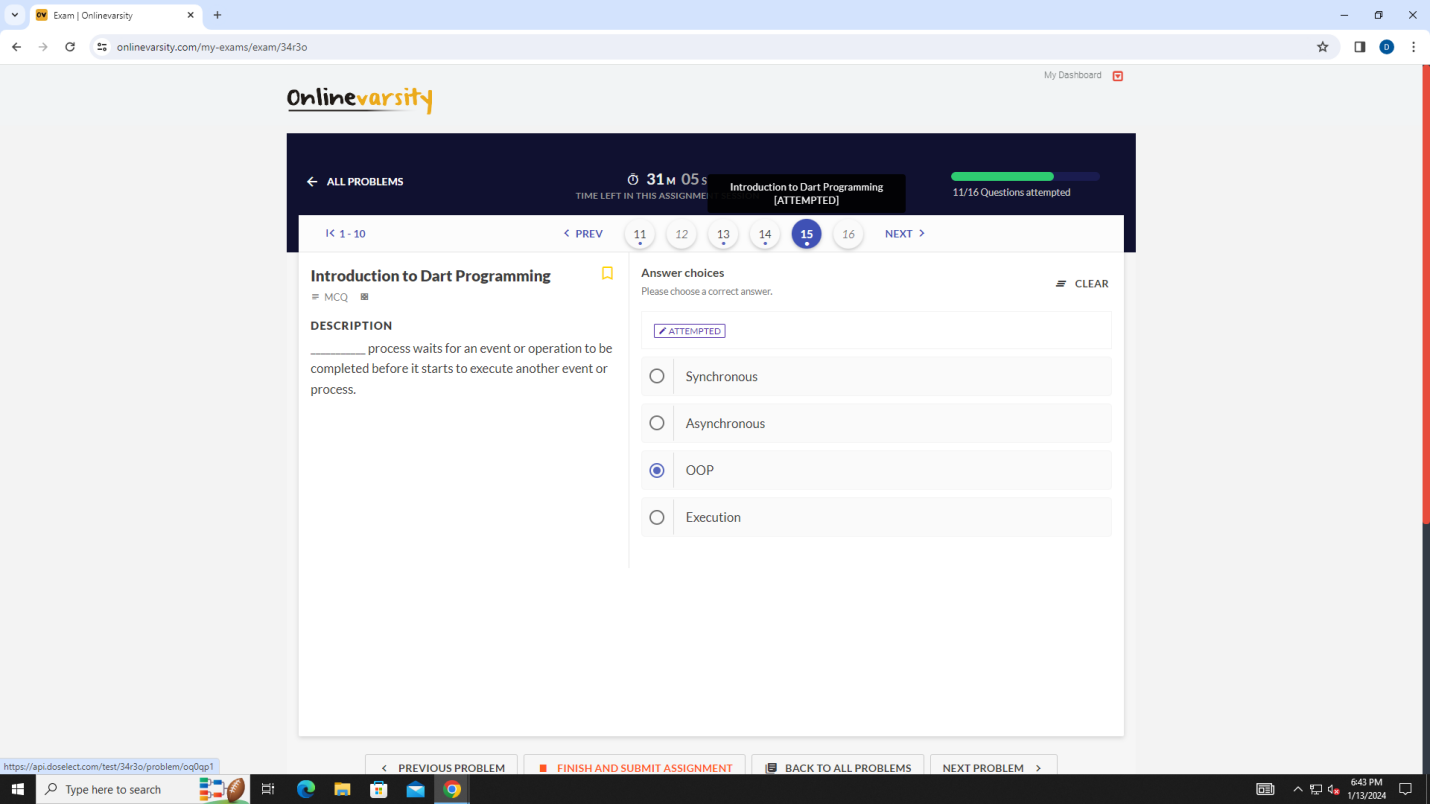 Exam | Onlinevarsity
onlinevarsity.com/my-exams/exam/34r3o
D
My Dashboard
Onlinevarsity
ALL PROBLEMS
31 M 05 S
TIME LEFT IN THIS ASSIGNMENT
Introduction to Dart Programming
[ATTEMPTED]
11/16 Questions attempted
1 - 10
PREV
11
12
13
14
15
16
NEXT
Introduction to Dart Programming
MCQ
DESCRIPTION
__________ process waits for an event or operation to be
completed before it starts to execute another event or
process.
Answer choices
Please choose a correct answer.
CLEAR
ATTEMPTED
Synchronous
Asynchronous
OOP
Execution
PREVIOUS PROBLEM
FINISH AND SUBMIT ASSIGNMENT
BACK TO ALL PROBLEMS
NEXT PROBLEM
https://api.doselect.com/test/34r3o/problem/oq0qp1
Type here to search
6:43 PM
1/13/2024